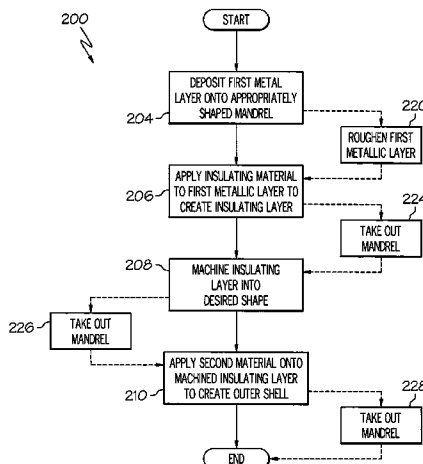 200
START
DEPOSIT FIRST METAL
LAYER ONTO APPROPRIATELY
SHAPED MANDREL
204
220
ROUGHEN FIRST
METALLIC LAYER
206
APPLY INSULATING MATERIAL
TO FIRST METALLIC LAYER TO
CREATE INSULATING LAYER
224
TAKE OUT
MANDREL
208
MACHINE INSULATING
LAYER INTO
DESIRED SHAPE
226
TAKE OUT
MANDREL
APPLY SECOND MATERIAL ONTO
MACHINED INSULATING LAYER
TO CREATE OUTER SHELL
210
228
TAKE OUT
MANDREL
END